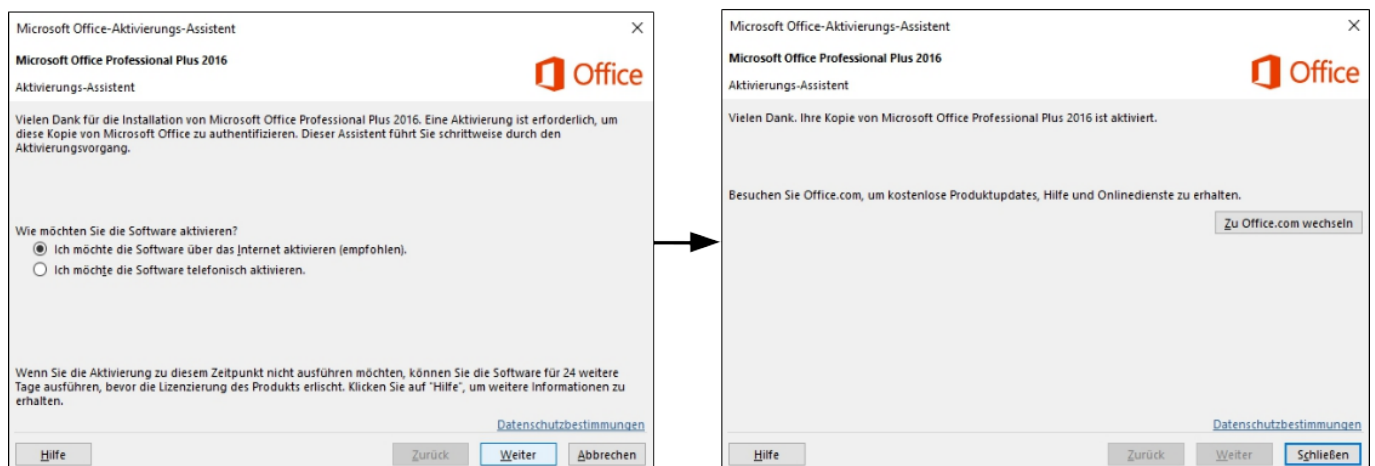 Microsoft Office-Aktivierungs-Assistent
Microsoft Office Professional Plus 2016
Office
Aktivierungs-Assistent
Vielen Dank für die Installation von Microsoft Office Professional Plus 2016. Eine Aktivierung ist erforderlich, um
diese Kopie von Microsoft Office zu authentifizieren. Dieser Assistent führt Sie schrittweise durch den
Aktivierungsvorgang.
Wie möchten Sie die Software aktivieren?
Ich möchte die Software über das Internet aktivieren (empfohlen).
Ich möchte die Software telefonisch aktivieren.
Wenn Sie die Aktivierung zu diesem Zeitpunkt nicht ausführen möchten, können Sie die Software für 24 weitere
Tage ausführen, bevor die Lizenzierung des Produkts erlischt. Klicken Sie auf "Hilfe", um weitere Informationen zu
erhalten.
Datenschutzbestimmungen
Hilfe Zurück Weiter Abbrechen
Microsoft Office-Aktivierungs-Assistent
Microsoft Office Professional Plus 2016
Office
Aktivierungs-Assistent
Vielen Dank. Ihre Kopie von Microsoft Office Professional Plus 2016 ist aktiviert.
Besuchen Sie Office.com, um kostenlose Produktupdates, Hilfe und Onlinedienste zu erhalten.
Zu Office.com wechseln
Datenschutzbestimmungen
Hilfe Zurück Weiter Schließen